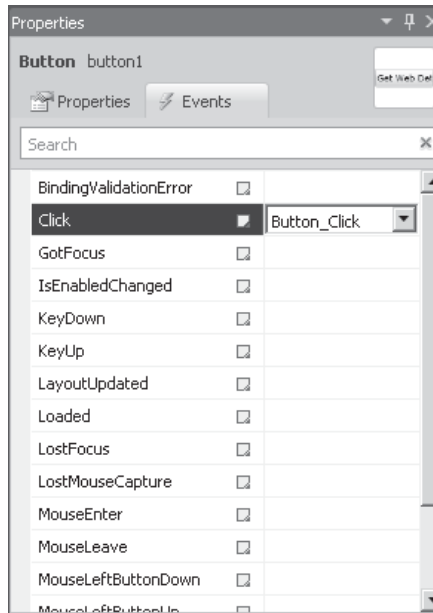 Properties
Button button1
Get Web Det
Properties Events
Search
BindingValidationError
Click Button_Click
GotFocus
IsEnabledChanged
KeyDown
KeyUp
LayoutUpdated
Loaded
LostFocus
LostMouseCapture
MouseEnter
MouseLeave
MouseLeftButtonDown
MouseLeftButtonUp